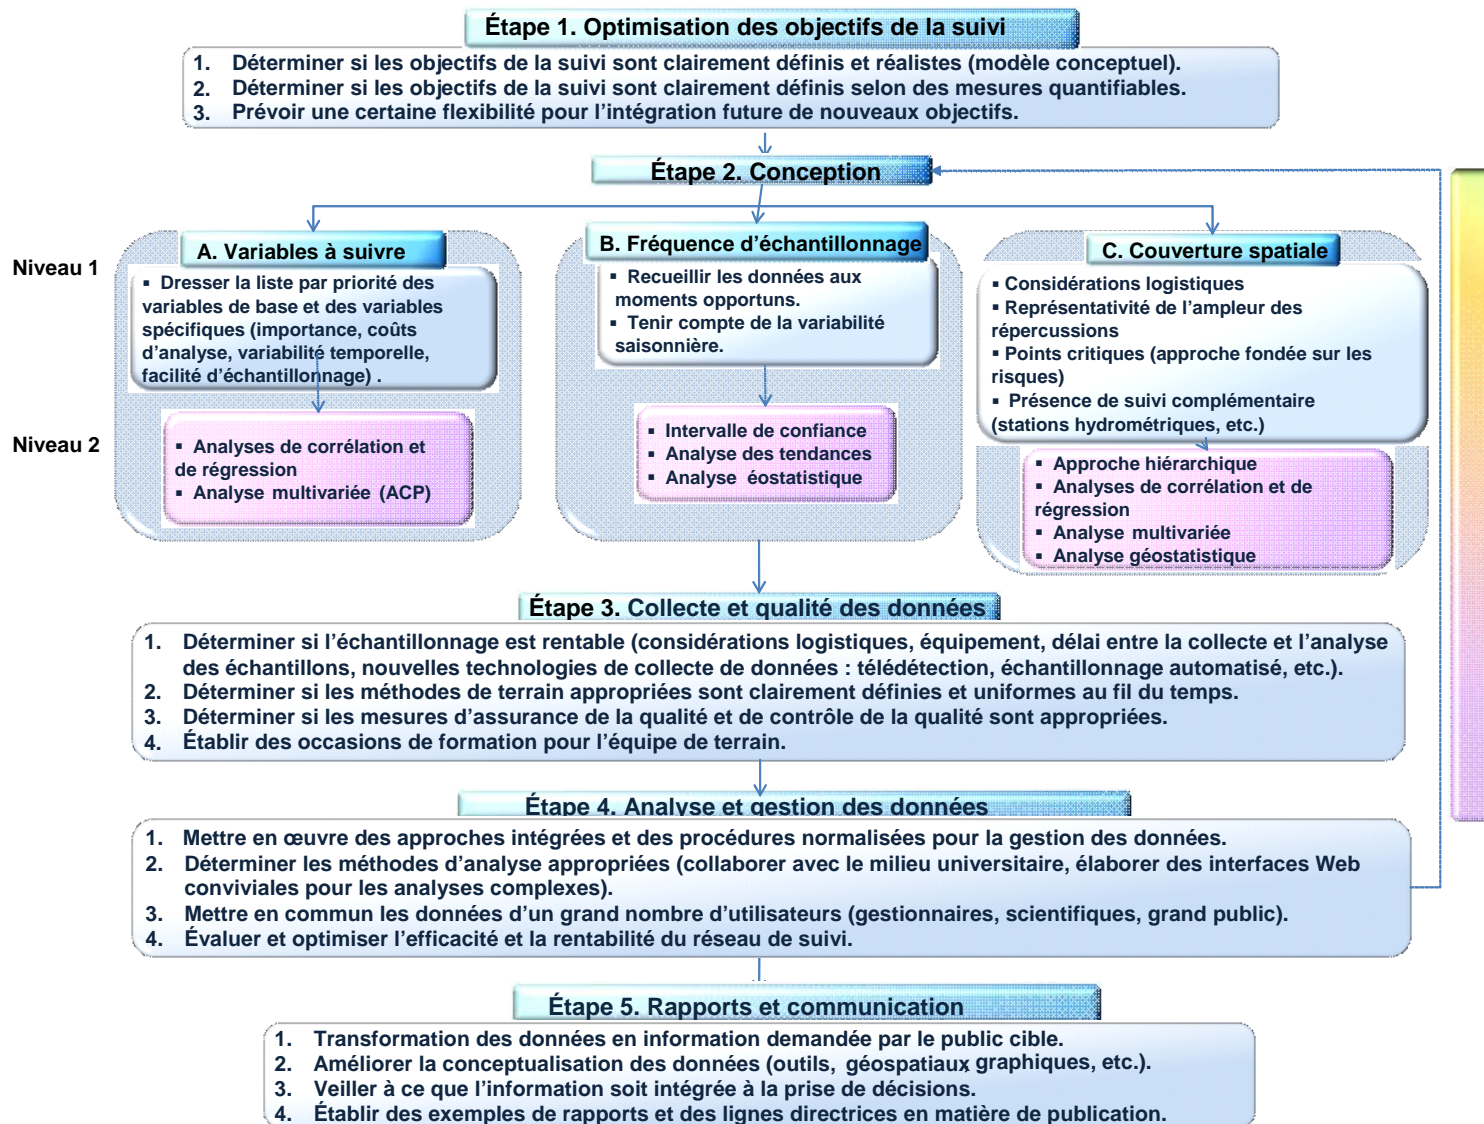 Étape 1. Optimisation des objectifs de la suivi
1. Déterminer si les objectifs de la suivi sont clairement définis et réalistes (modèle conceptuel).
2. Déterminer si les objectifs de la suivi sont clairement définis selon des mesures quantifiables.
3. Prévoir une certaine flexibilité pour l'intégration future de nouveaux objectifs.
Étape 2. Conception
Niveau 1
A. Variables à suivre
▪ Dresser la liste par priorité des
variables de base et des variables
spécifiques (importance, coûts
d'analyse, variabilité temporelle,
facilité d'échantillonnage) .
B. Fréquence d'échantillonnage
▪ Recueillir les données aux
moments opportuns.
▪ Tenir compte de la variabilité
saisonnière.
C. Couverture spatiale
▪ Considérations logistiques
▪ Représentativité de l'ampleur des
répercussions
▪ Points critiques (approche fondée sur les
risques)
▪ Présence de suivi complémentaire
(stations hydrométriques, etc.)
Niveau 2
▪ Analyses de corrélation et
de régression
▪ Analyse multivariée (ACP)
▪ Intervalle de confiance
▪ Analyse des tendances
▪ Analyse éostatistique
▪ Approche hiérarchique
▪ Analyses de corrélation et de
régression
▪ Analyse multivariée
▪ Analyse géostatistique
Étape 3. Collecte et qualité des données
1. Déterminer si l'échantillonnage est rentable (considérations logistiques, équipement, délai entre la collecte et l'analyse
des échantillons, nouvelles technologies de collecte de données : télédétection, échantillonnage automatisé, etc.).
2. Déterminer si les méthodes de terrain appropriées sont clairement définies et uniformes au fil du temps.
3. Déterminer si les mesures d'assurance de la qualité et de contrôle de la qualité sont appropriées.
4. Établir des occasions de formation pour l'équipe de terrain.
Étape 4. Analyse et gestion des données
1. Mettre en œuvre des approches intégrées et des procédures normalisées pour la gestion des données.
2. Déterminer les méthodes d'analyse appropriées (collaborer avec le milieu universitaire, élaborer des interfaces Web
conviviales pour les analyses complexes).
3. Mettre en commun les données d'un grand nombre d'utilisateurs (gestionnaires, scientifiques, grand public).
4. Évaluer et optimiser l'efficacité et la rentabilité du réseau de suivi.
Étape 5. Rapports et communication
1. Transformation des données en information demandée par le public cible.
2. Améliorer la conceptualisation des données (outils, géospatiaux graphiques, etc.).
3. Veiller à ce que l'information soit intégrée à la prise de décisions.
4. Établir des exemples de rapports et des lignes directrices en matière de publication.